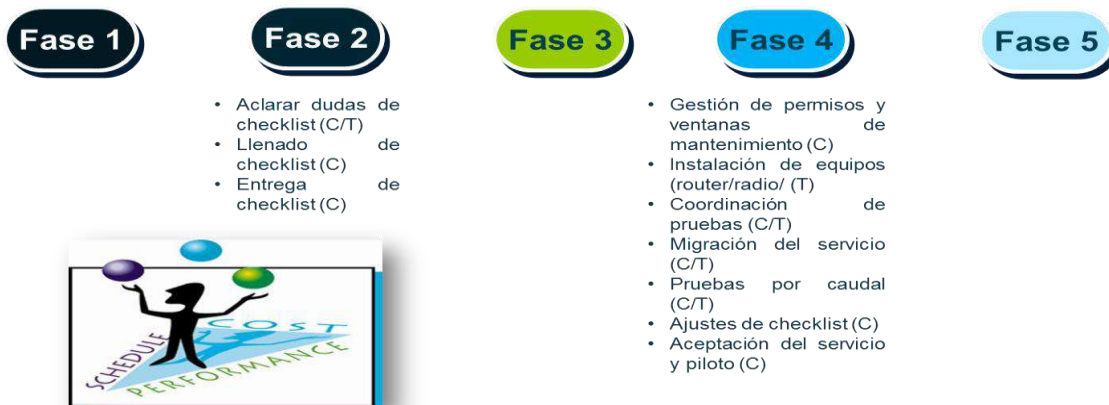 Fase 1
Fase 2
Fase 3
Fase 4
Fase 5
• Aclarar dudas de
checklist (C/T)
• Llenado de
checklist (C)
• Entrega de
checklist (C)
• Gestión de permisos y
ventanas de
mantenimiento (C)
• Instalación de equipos
(router/radio/ (T)
• Coordinación de
pruebas (C/T)
• Migración del servicio
(C/T)
• Pruebas por caudal
(C/T)
• Ajustes de checklist (C)
• Aceptación del servicio
y piloto (C)
SCHEDULE
COST
PERFORMANCE